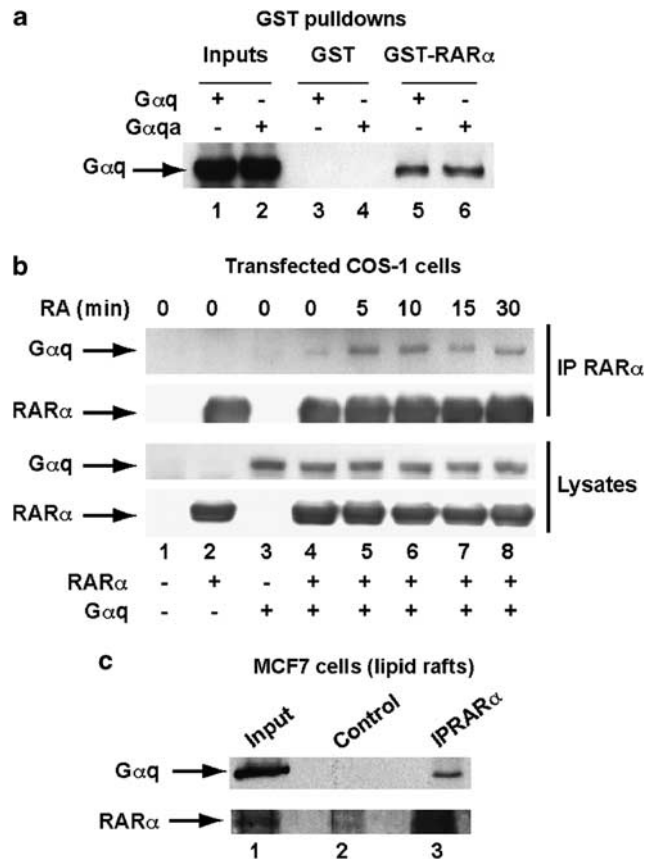 a
GST pulldowns
Inputs GST GST-RARα
Gαq + - + - + -
Gαqa - + - + - +
Gαq
1 2 3 4 5 6
b
Transfected COS-1 cells
RA (min) 0 0 0 0 5 10 15 30
Gαq
IP RARα
RARα
Gαq
Lysates
RARα
1 2 3 4 5 6 7 8
RARα - + - + + + + +
Gαq - - + + + + + +
c
MCF7 cells (lipid rafts)
Input Control IPRARα
Gαq
RARα
1 2 3